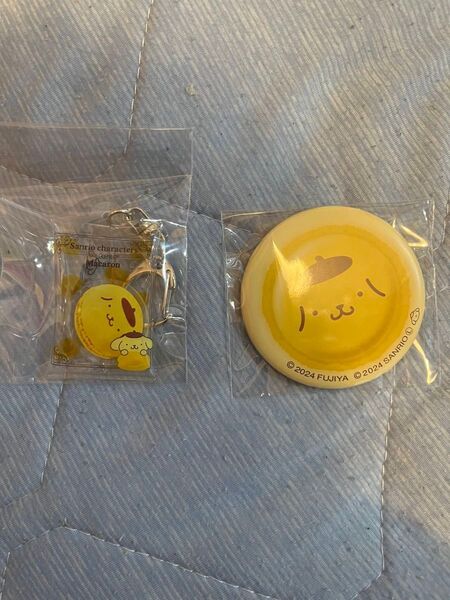 Sanrio characters
Macaron
© 2024 FUJIYA © 2024 SANRIO Ⓛ